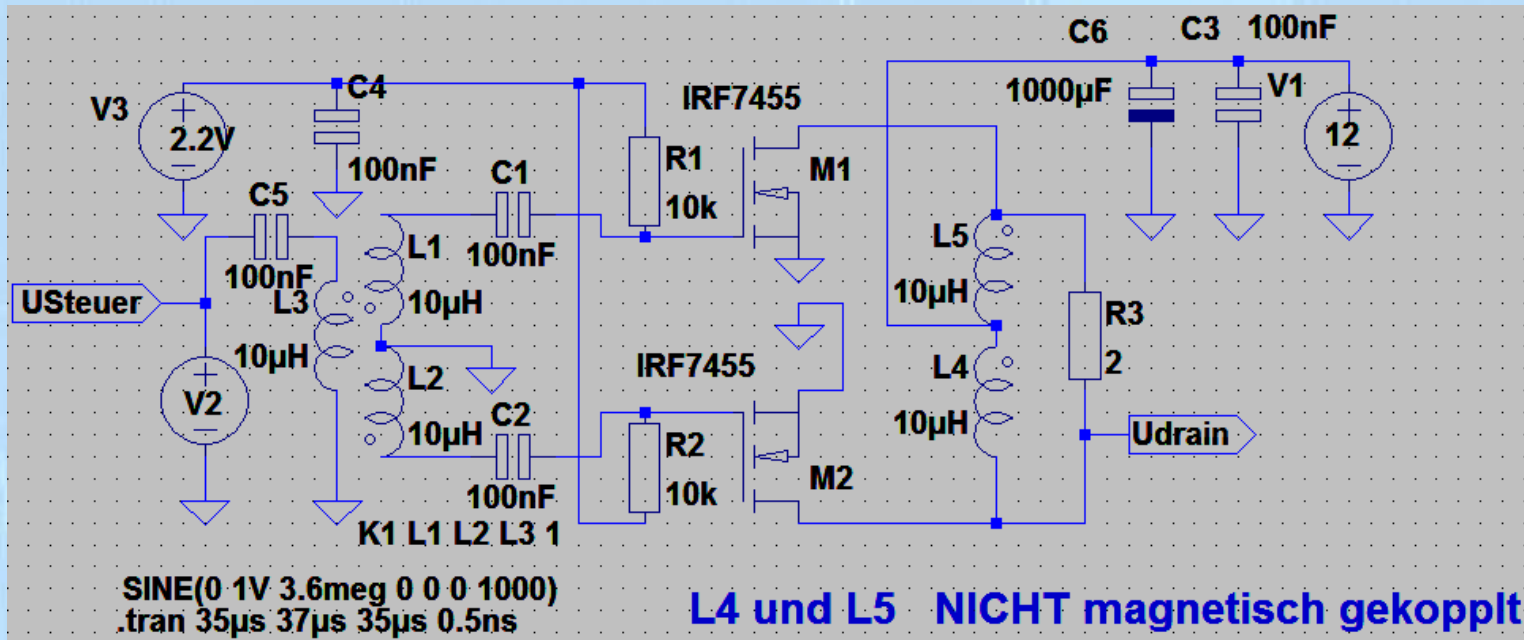 C6
C3
100nF
V3
2.2V
C4
100nF
IRF7455
1000µF
V1
12
C5
100nF
C1
100nF
R1
10k
M1
L1
10µH
L5
10µH
USteuer
L3
10µH
R3
2
IRF7455
V2
L2
10µH
C2
100nF
L4
10µH
R2
10k
M2
Udrain
K1 L1 L2 L3 1
SINE(0 1V 3.6meg 0 0 0 1000)
.tran 35µs 37µs 35µs 0.5ns
L4 und L5 NICHT magnetisch gekopplt